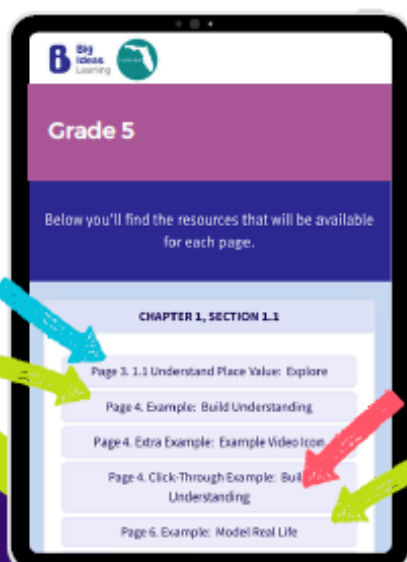 Big
Ideas
Learning
Grade 5
Below you'll find the resources that will be available
for each page.
CHAPTER 1, SECTION 1.1
Page 3. 1.1 Understand Place Value: Explore
Page 4. Example: Build Understanding
Page 4. Extra Example: Example Video Icon
Page 4. Click-Through Example: Buil
Understanding
Page 6. Example: Model Real Life